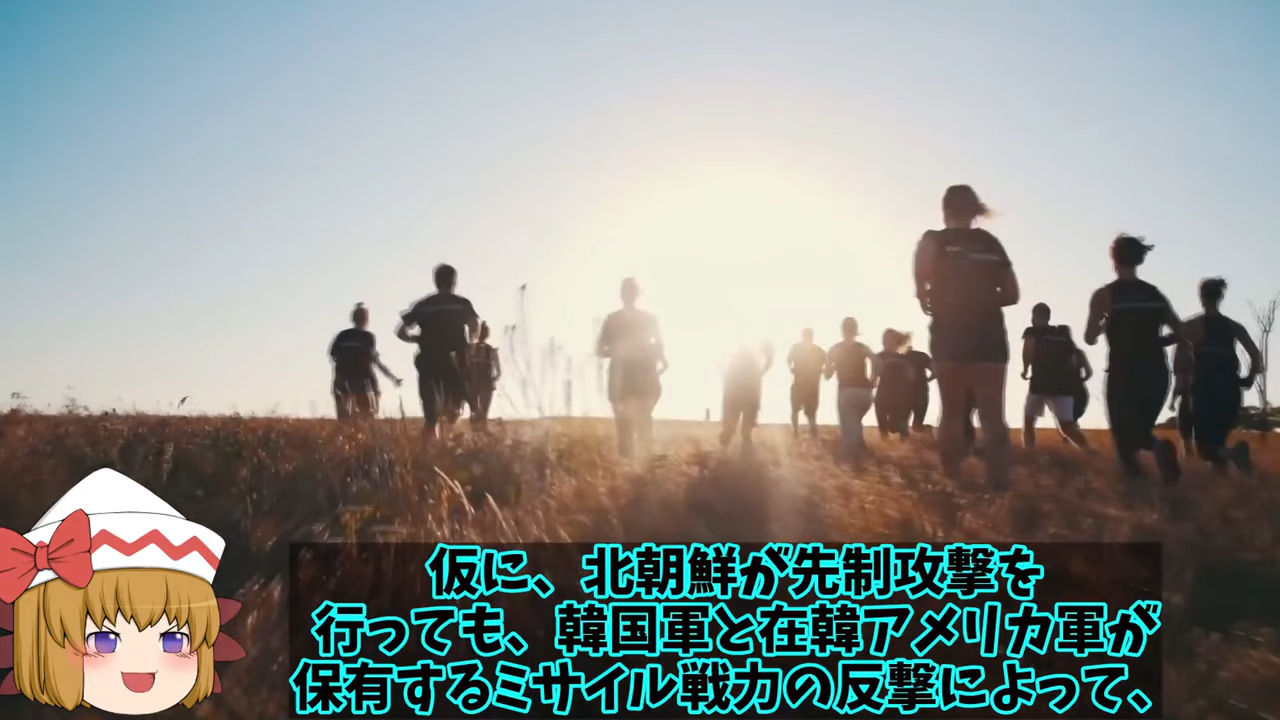 仮に、北朝鮮が先制攻撃を
行っても、韓国軍と在韓アメリカ軍が
保有するミサイル戦力の反撃によって、